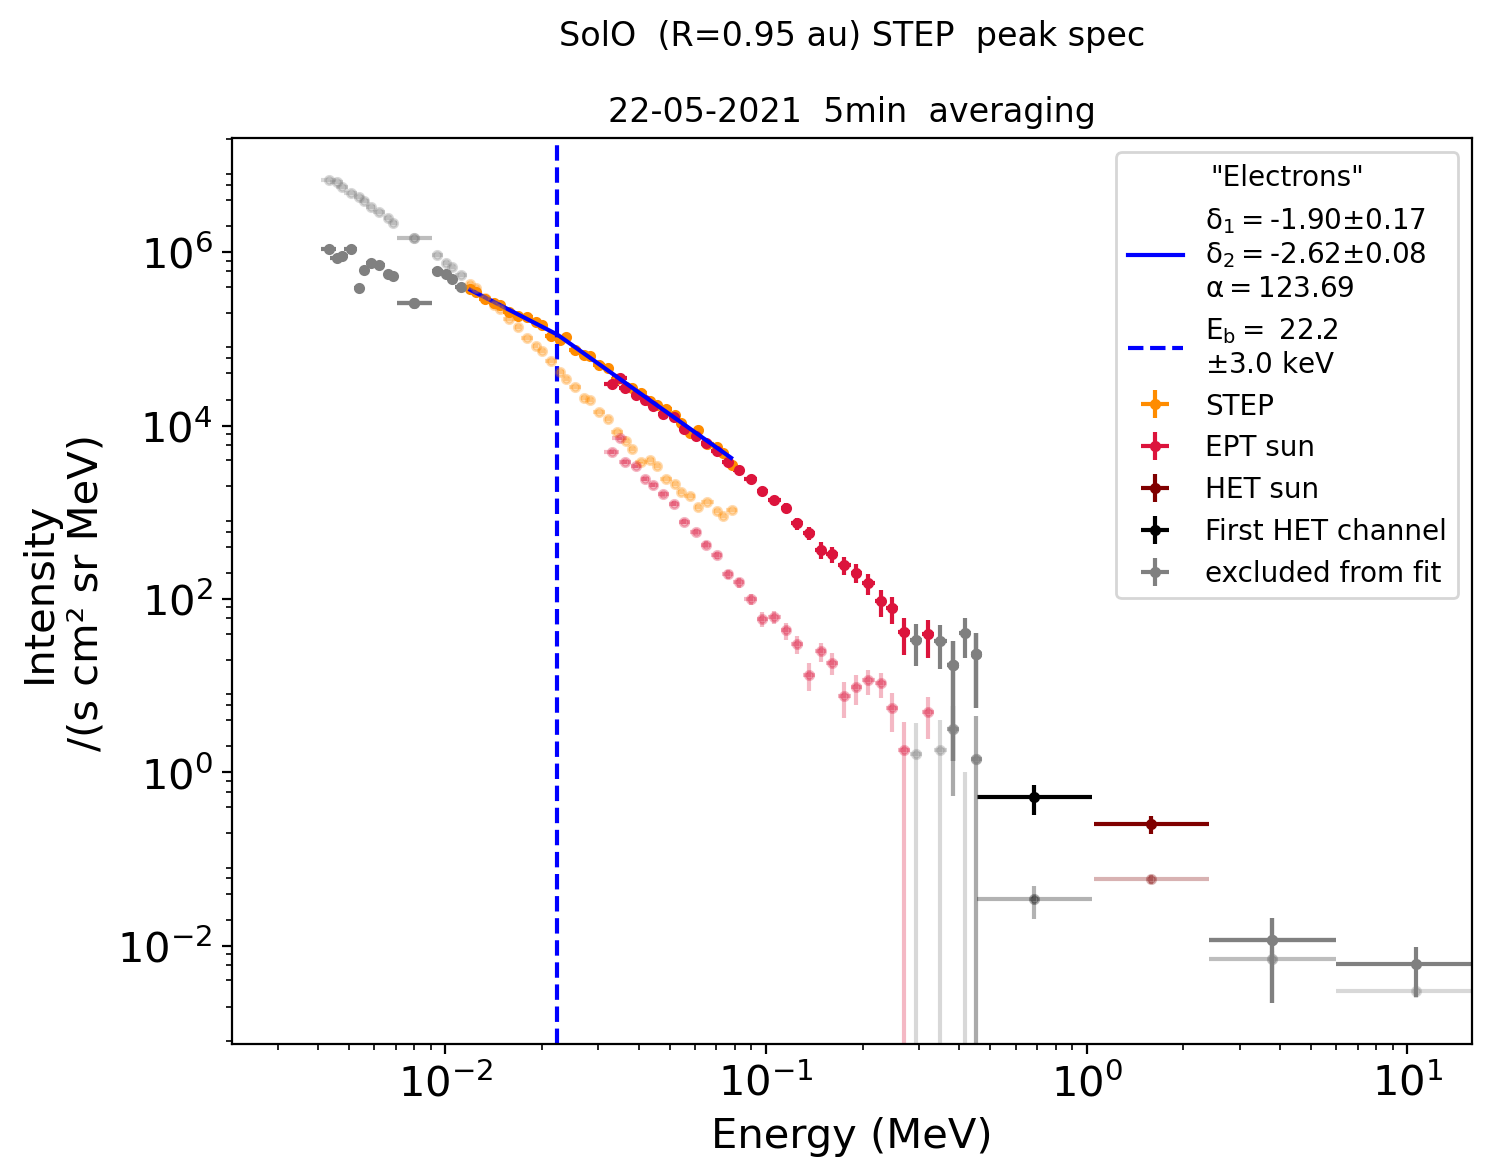 SolO  (R=0.95 au) STEP  peak spec
22-05-2021  5min  averaging
"Electrons"
δ₁ = -1.90±0.17
δ₂ = -2.62±0.08
α = 123.69
E_b =  22.2
±3.0 keV
STEP
EPT sun
HET sun
First HET channel
excluded from fit
Intensity
/(s cm² sr MeV)
10⁶
10⁴
10²
10⁰
10⁻²
10⁻²
10⁻¹
10⁰
10¹
Energy (MeV)